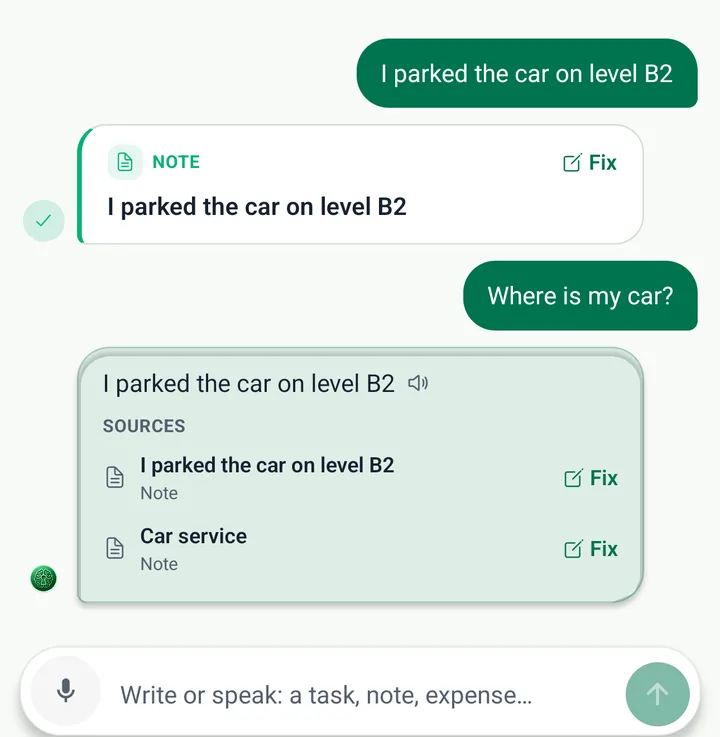 I parked the car on level B2
NOTE
Fix
I parked the car on level B2
Where is my car?
I parked the car on level B2
SOURCES
I parked the car on level B2
Note
Fix
Car service
Note
Fix
Write or speak: a task, note, expense...